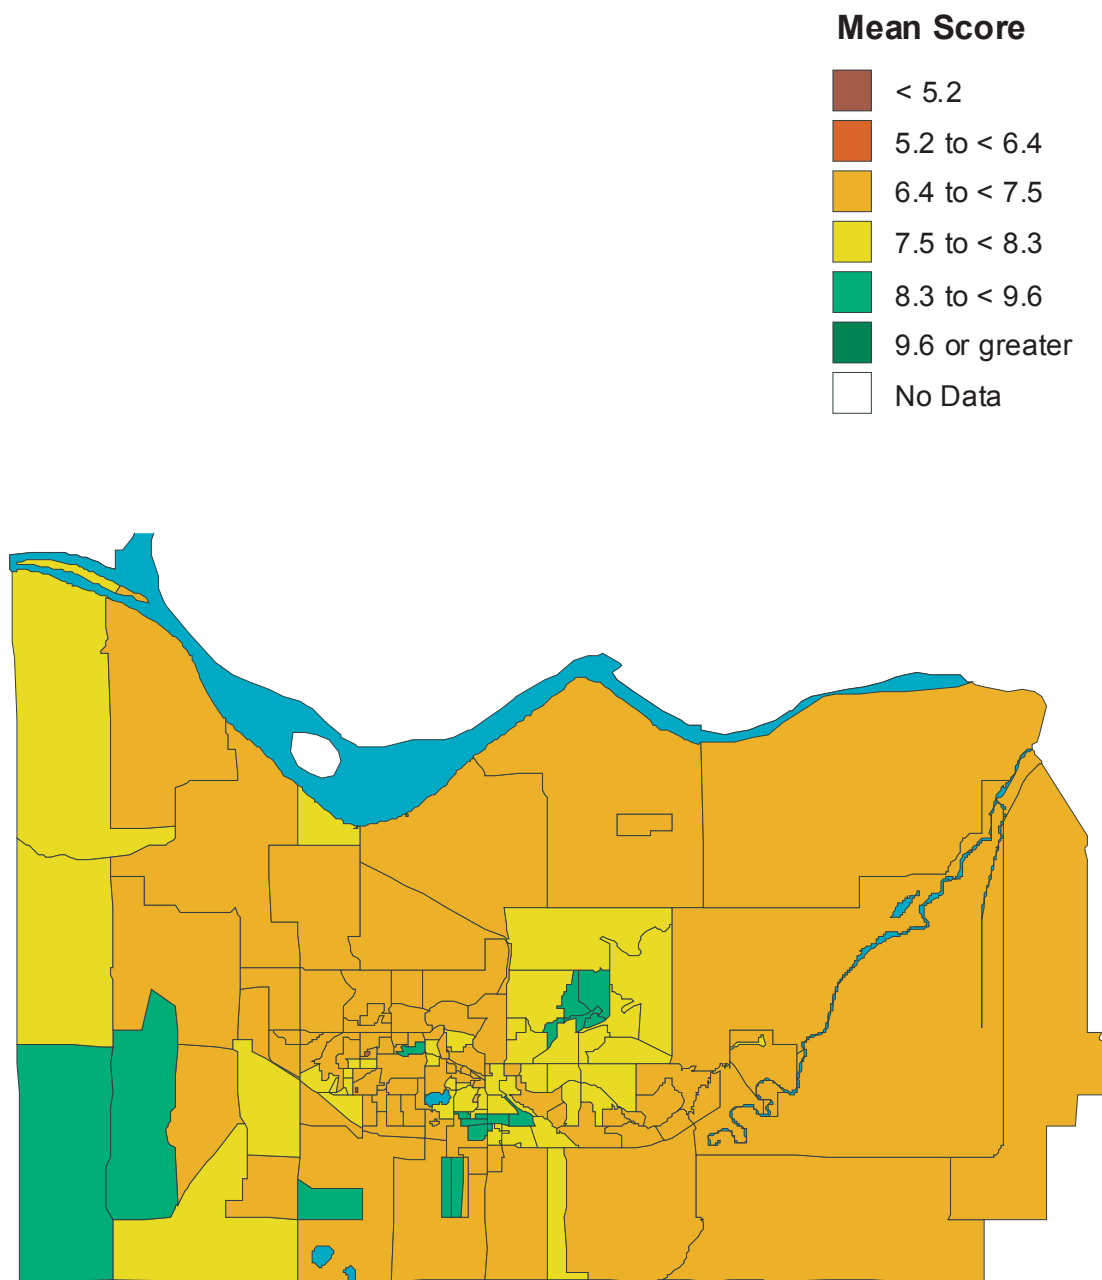 Mean Score
< 5.2
5.2 to < 6.4
6.4 to < 7.5
7.5 to < 8.3
8.3 to < 9.6
9.6 or greater
No Data